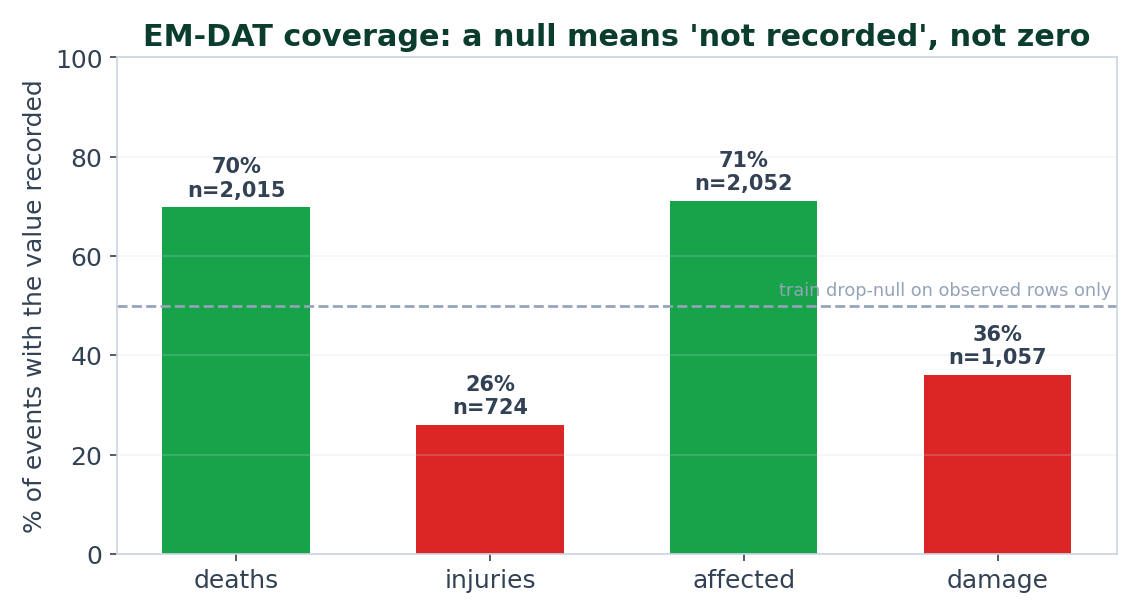 EM-DAT coverage: a null means 'not recorded', not zero
% of events with the value recorded
100
80
60
40
20
0
70%
n=2,015
26%
n=724
71%
n=2,052
36%
n=1,057
train drop-null on observed rows only
deaths
injuries
affected
damage